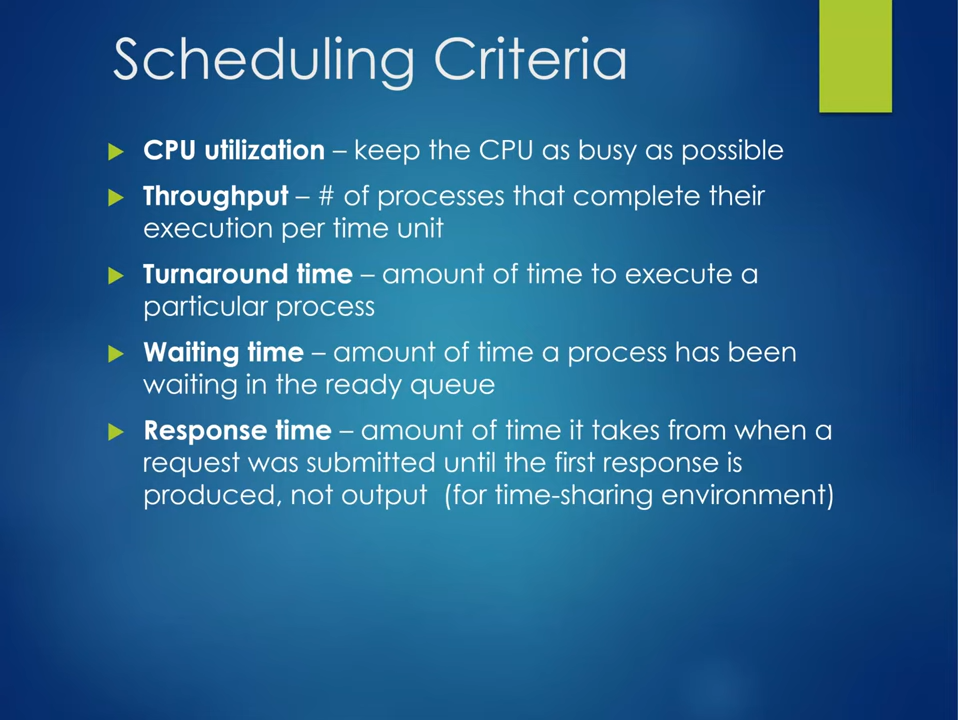 Scheduling Criteria
CPU utilization – keep the CPU as busy as possible
Throughput – # of processes that complete their
execution per time unit
Turnaround time – amount of time to execute a
particular process
Waiting time – amount of time a process has been
waiting in the ready queue
Response time – amount of time it takes from when a
request was submitted until the first response is
produced, not output  (for time-sharing environment)